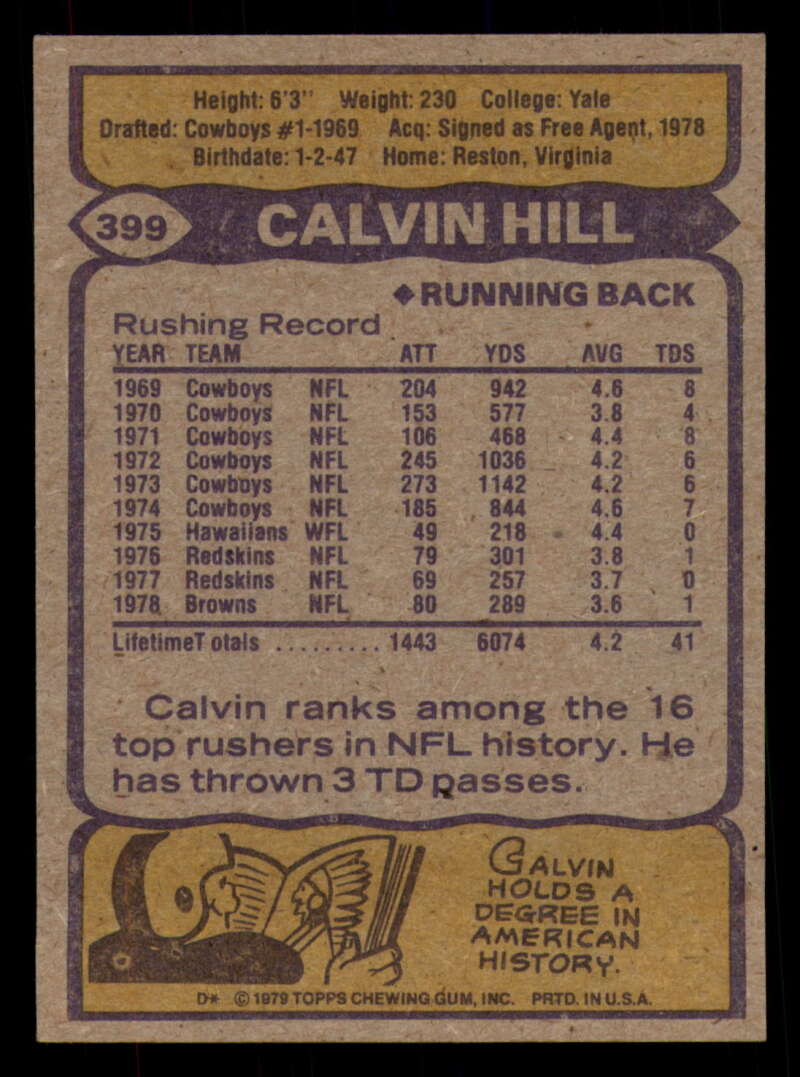 Height: 6'3" Weight: 230 College: Yale
Drafted: Cowboys #1-1969 Acq: Signed as Free Agent, 1978
Birthdate: 1-2-47 Home: Reston, Virginia
399 CALVIN HILL
♦RUNNING BACK
Rushing Record
YEAR TEAM ATT YDS AVG TDS
1969 Cowboys NFL 204 942 4.6 8
1970 Cowboys NFL 153 577 3.8 4
1971 Cowboys NFL 106 468 4.4 8
1972 Cowboys NFL 245 1036 4.2 6
1973 Cowboys NFL 273 1142 4.2 6
1974 Cowboys NFL 185 844 4.6 7
1975 Hawaiians WFL 49 218 4.4 0
1976 Redskins NFL 79 301 3.8 1
1977 Redskins NFL 69 257 3.7 0
1978 Browns NFL 80 289 3.6 1
LifetimeT otals ......... 1443 6074 4.2 41
Calvin ranks among the 16
top rushers in NFL history. He
has thrown 3 TD passes.
CALVIN
HOLDS A
DEGREE IN
AMERICAN
HISTORY.
D* © 1979 TOPPS CHEWING GUM, INC. PRTD. IN U.S.A.